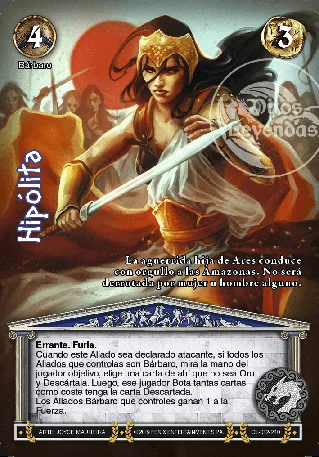 4
3
Bárbaro
Mitos
y
Leyendas
Hipólita
La aguerrida hija de Ares conduce
con orgullo a las Amazonas. No será
derrotada por mujer u hombre alguno.
Errante. Furia.
Cuando este Aliado sea declarado atacante, si todos los
Aliados que controlas son Bárbaro, mira la mano del
jugador objetivo, elige una carta de ahí que no sea Oro
y Descártala. Luego, ese jugador Bota tantas cartas
como coste tenga la carta Descartada.
Los Aliados Bárbaro que controles ganan 1 a la
Fuerza.